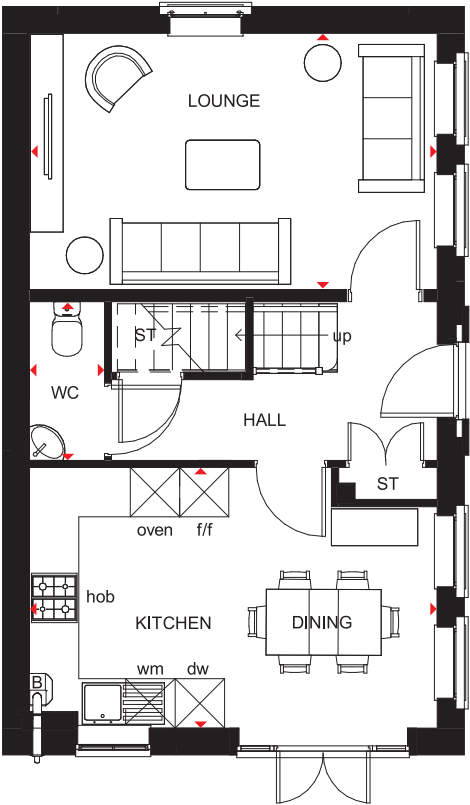 LOUNGE
ST
up
WC
HALL
ST
oven f/f
hob
KITCHEN
DINING
wm dw
B